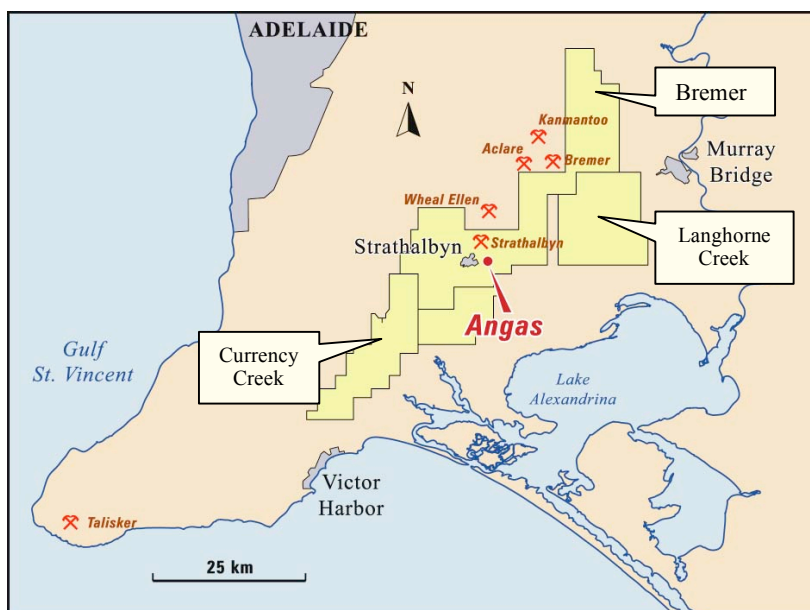 ADELAIDE
N
Bremer
Kanmantoo
Aclare
Bremer
Murray
Bridge
Wheal Ellen
Strathalbyn
Strathalbyn
Langhorne
Creek
Angas
Currency
Creek
Gulf
St. Vincent
Lake
Alexandrina
Victor
Harbor
Talisker
25 km